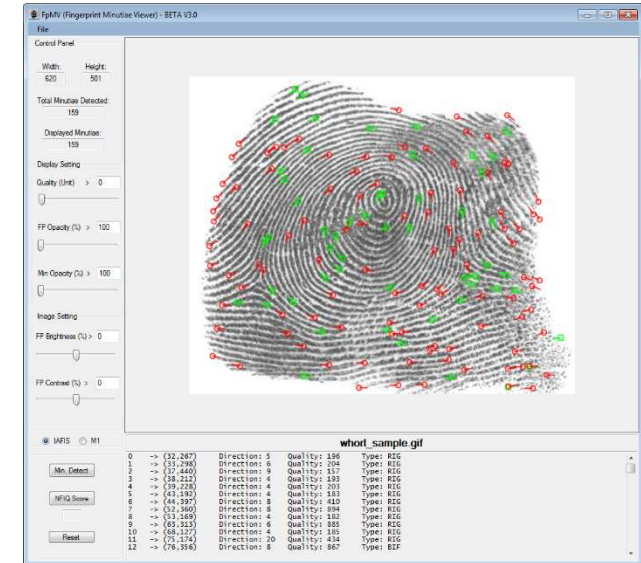 FpMV (Fingerprint Minutiae Viewer) - BETA V3.0
File
Control Panel
Width: Height:
620 501
Total Minutiae Detected:
159
Displayed Minutiae:
159
Display Setting
Quality (Unit) > 0
FP Opacity (%) > 100
Min Opacity (%) > 100
Image Setting
FP Brightness (%) > 0
FP Contrast (%) > 0
IAFIS M1
Min. Detect
NFIQ Score
Reset
whorl_sample.gif
0 -> (32,267) Direction: 5 Quality: 196 Type: RIG
1 -> (33,298) Direction: 6 Quality: 204 Type: RIG
2 -> (37,440) Direction: 9 Quality: 157 Type: RIG
3 -> (38,212) Direction: 4 Quality: 193 Type: RIG
4 -> (39,228) Direction: 4 Quality: 203 Type: RIG
5 -> (43,192) Direction: 4 Quality: 183 Type: RIG
6 -> (44,397) Direction: 8 Quality: 410 Type: RIG
7 -> (52,360) Direction: 8 Quality: 894 Type: RIG
8 -> (53,169) Direction: 4 Quality: 182 Type: RIG
9 -> (63,313) Direction: 6 Quality: 885 Type: RIG
10 -> (68,127) Direction: 4 Quality: 185 Type: RIG
11 -> (75,174) Direction: 20 Quality: 434 Type: RIG
12 -> (76,356) Direction: 8 Quality: 867 Type: BIF